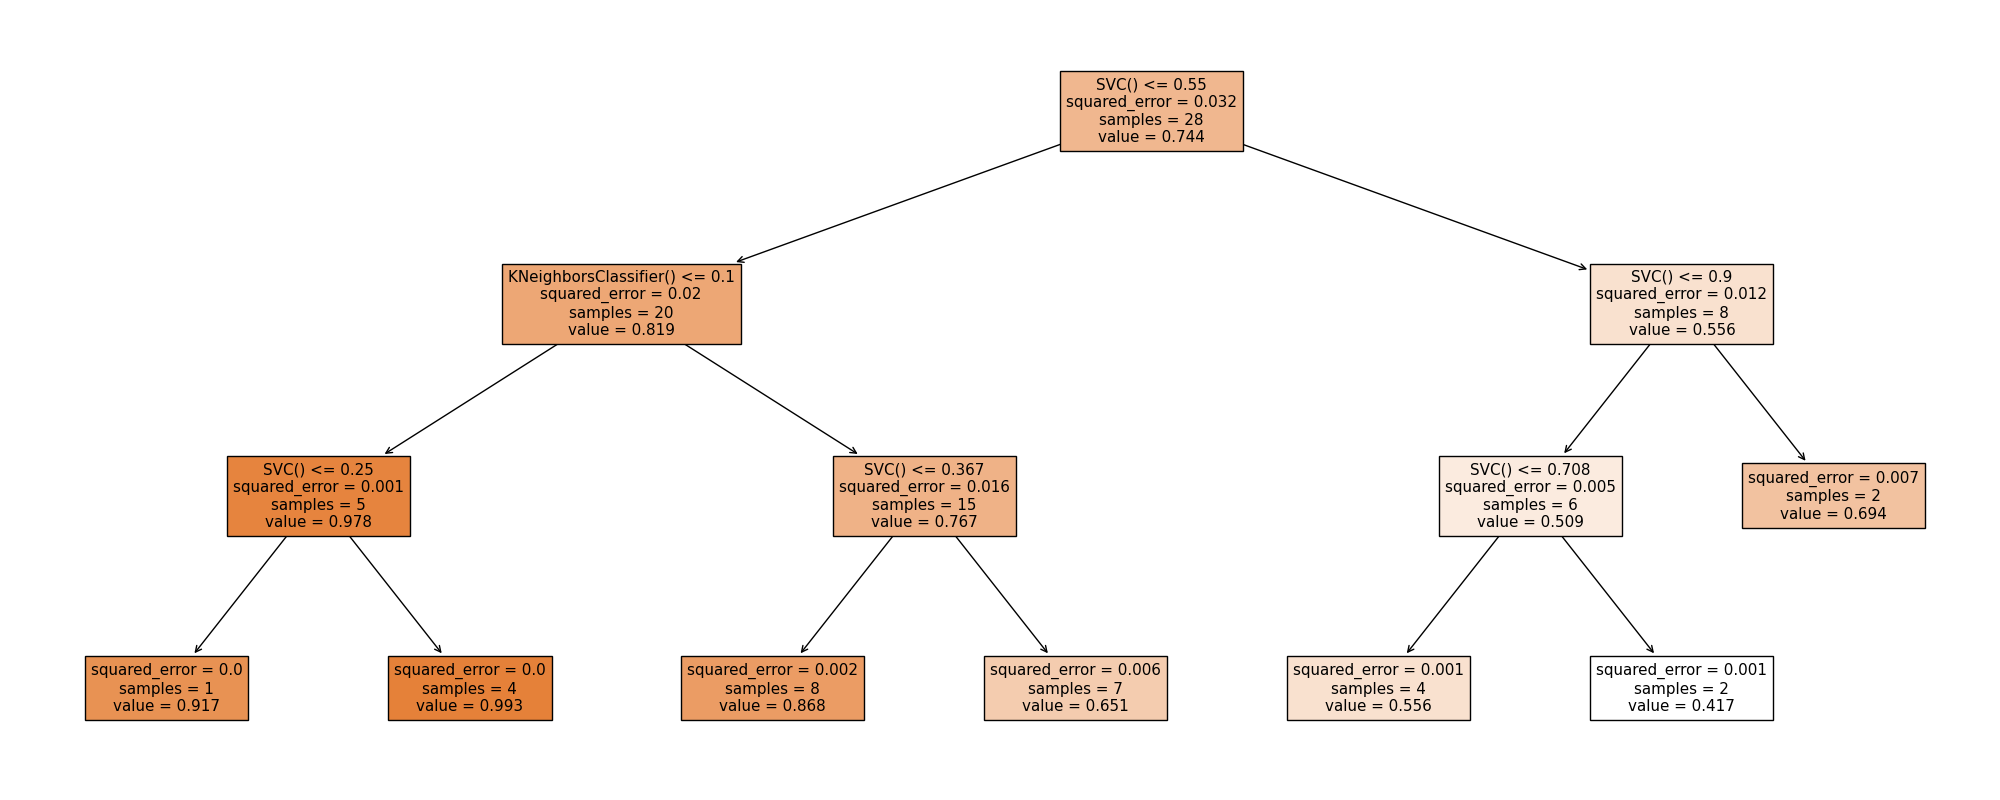 SVC() <= 0.55
squared_error = 0.032
samples = 28
value = 0.744
KNeighborsClassifier() <= 0.1
squared_error = 0.02
samples = 20
value = 0.819
SVC() <= 0.9
squared_error = 0.012
samples = 8
value = 0.556
SVC() <= 0.25
squared_error = 0.001
samples = 5
value = 0.978
SVC() <= 0.367
squared_error = 0.016
samples = 15
value = 0.767
SVC() <= 0.708
squared_error = 0.005
samples = 6
value = 0.509
squared_error = 0.007
samples = 2
value = 0.694
squared_error = 0.0
samples = 1
value = 0.917
squared_error = 0.0
samples = 4
value = 0.993
squared_error = 0.002
samples = 8
value = 0.868
squared_error = 0.006
samples = 7
value = 0.651
squared_error = 0.001
samples = 4
value = 0.556
squared_error = 0.001
samples = 2
value = 0.417